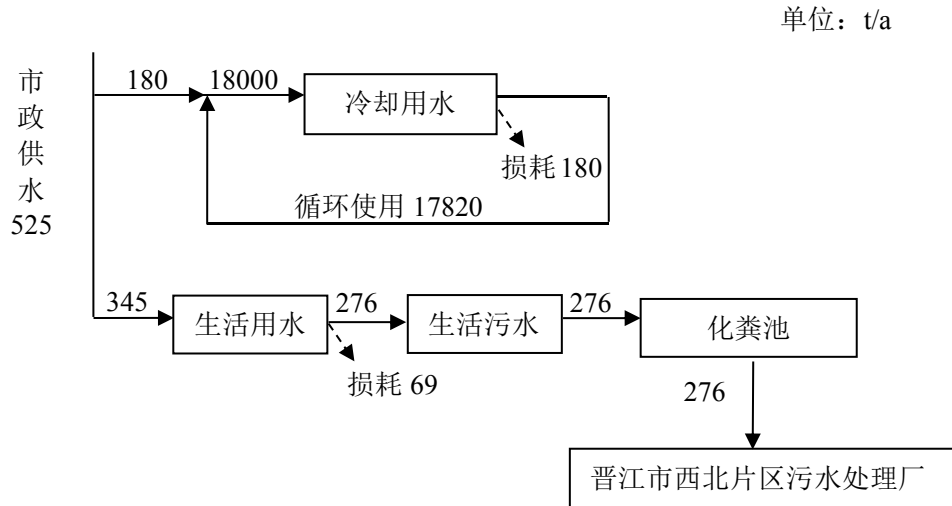 单位：t/a
市政供水
525
180
18000
冷却用水
损耗 180
循环使用 17820
345
生活用水
276
生活污水
276
化粪池
损耗 69
276
晋江市西北片区污水处理厂